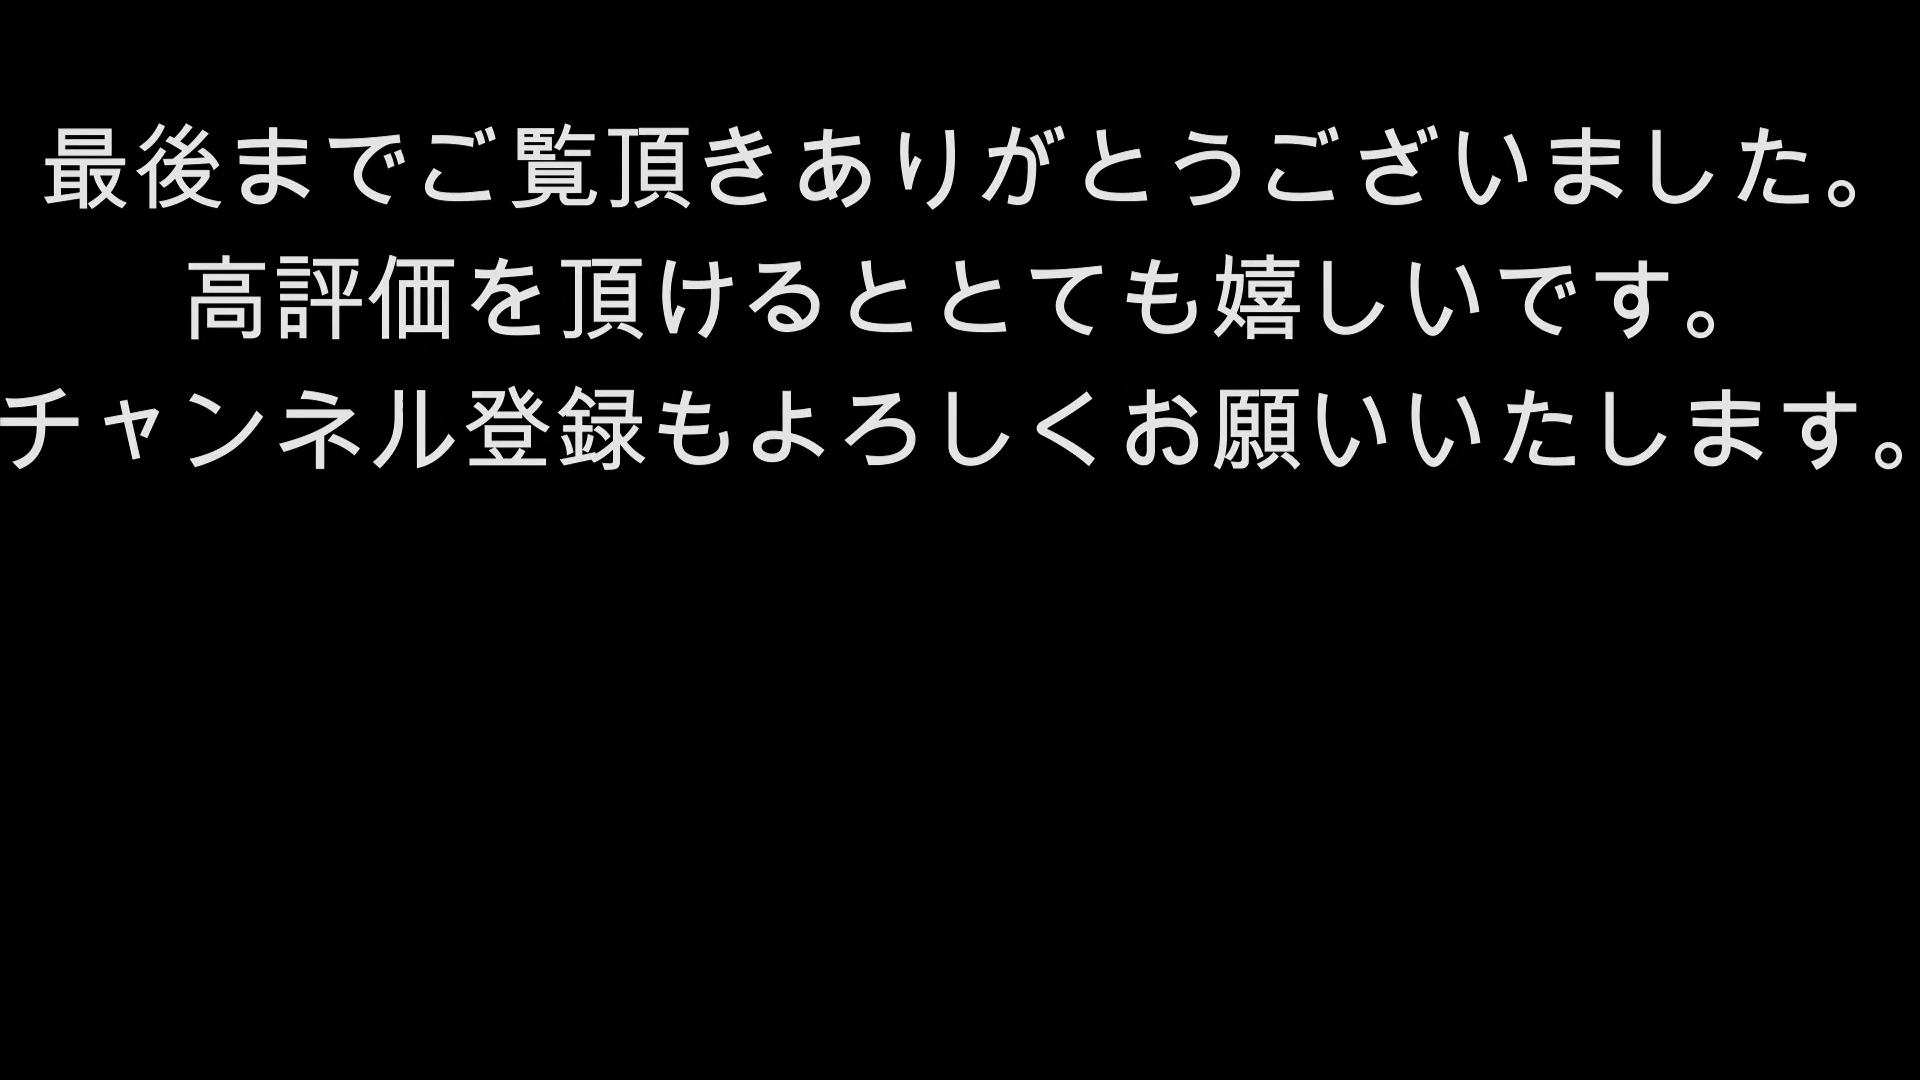 最後までご覧頂きありがとうございました。
高評価を頂けるととても嬉しいです。
チャンネル登録もよろしくお願いいたします。